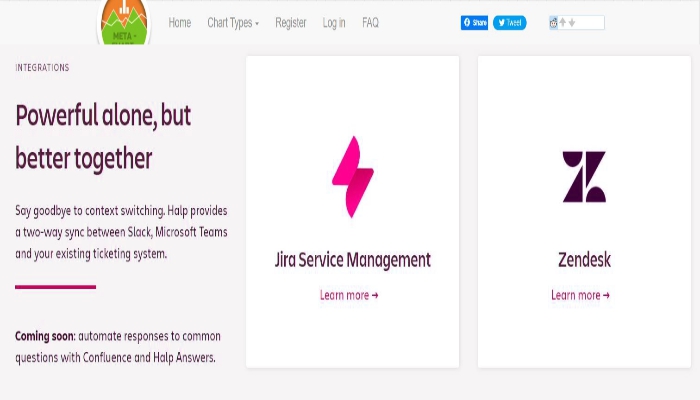 META -
Home Chart Types Register Log in FAQ
Share Tweet
INTEGRATIONS
Powerful alone, but
better together
Say goodbye to context switching. Halp provides
a two-way sync between Slack, Microsoft Teams
and your existing ticketing system.
Coming soon: automate responses to common
questions with Confluence and Halp Answers.
Jira Service Management
Learn more →
Zendesk
Learn more →